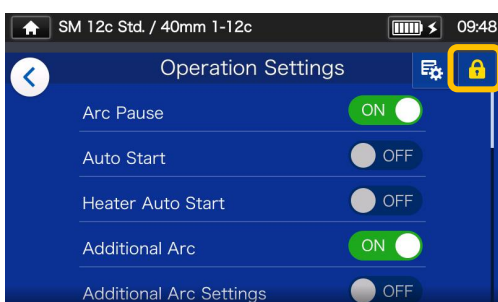 SM 12c Std. / 40mm 1-12c 09:48
Operation Settings
Arc Pause ON
Auto Start OFF
Heater Auto Start OFF
Additional Arc ON
Additional Arc Settings OFF